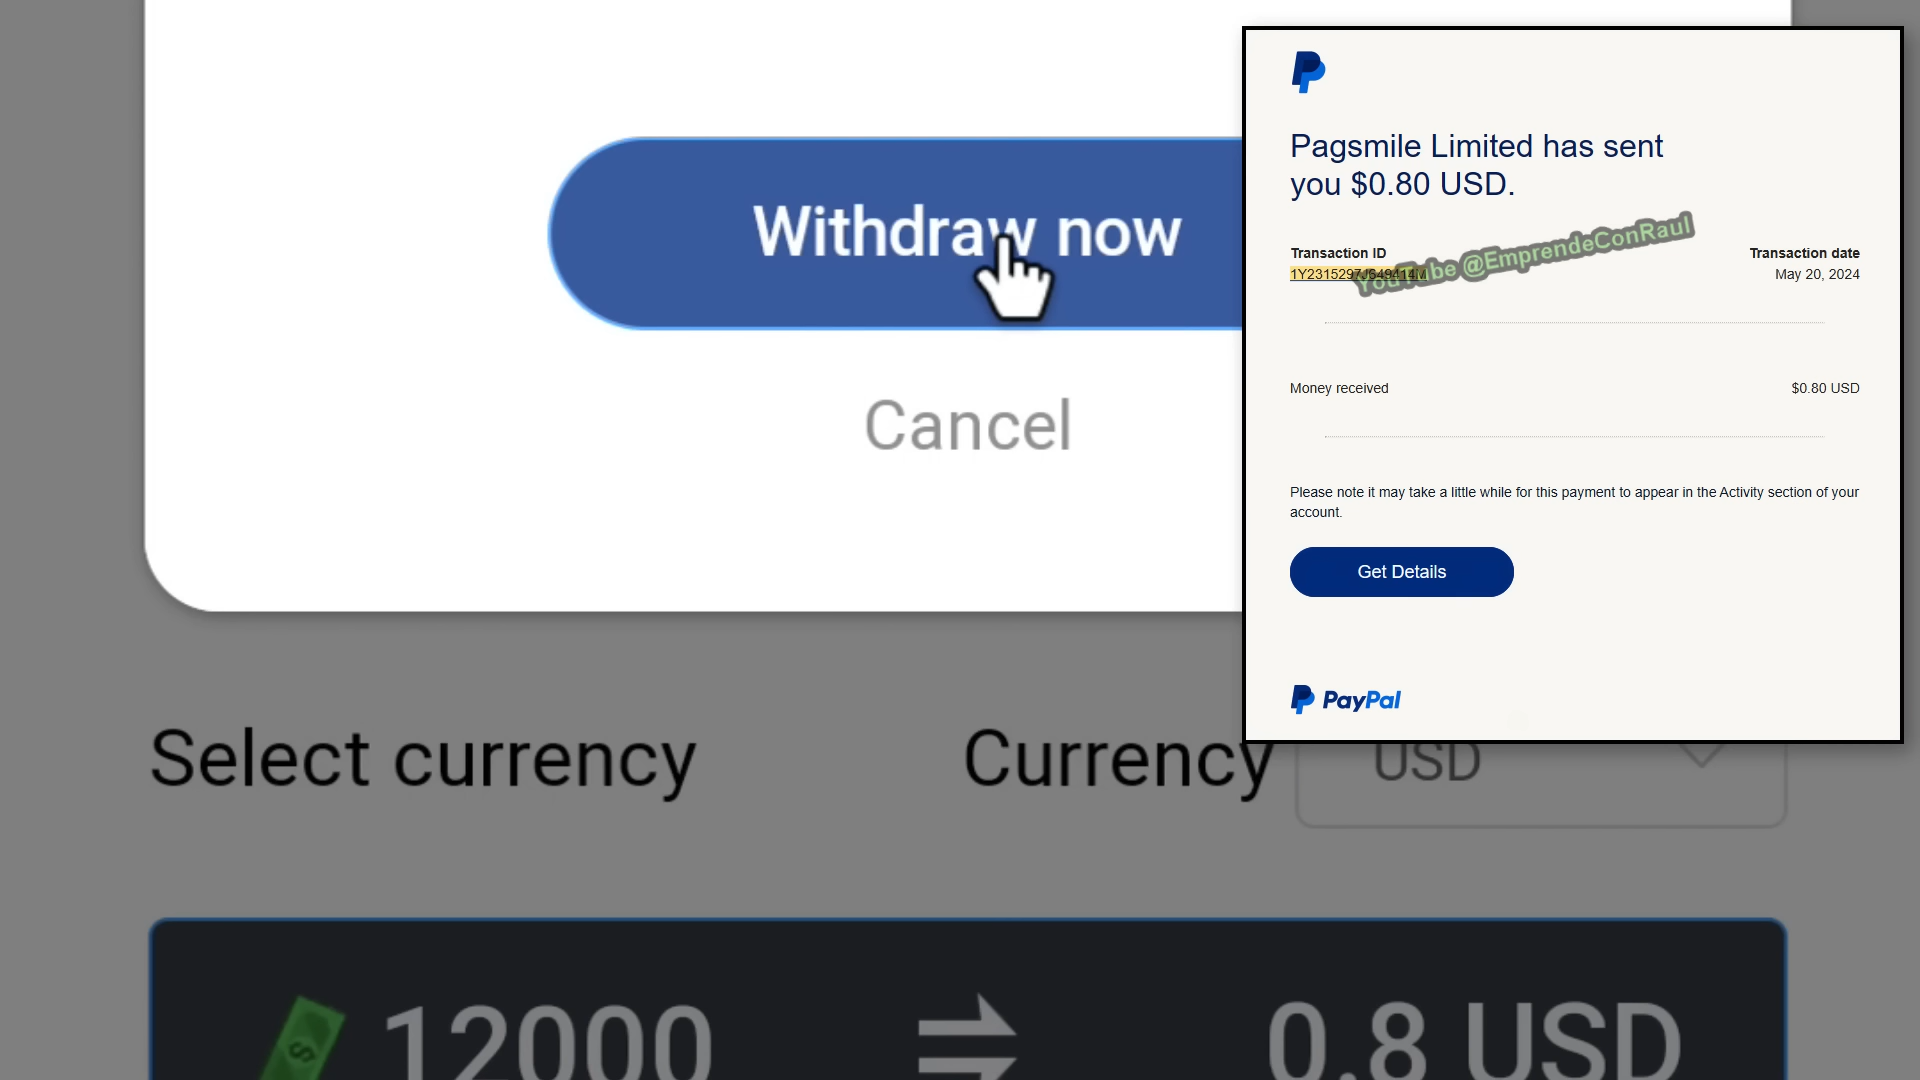 Withdraw now
Cancel
Select currency
Currency
USD
12000
0.8 USD
Pagsmile Limited has sent
you $0.80 USD.
Transaction ID
Transaction date
May 20, 2024
YouTube @EmprendeConRaul
Money received
$0.80 USD
Please note it may take a little while for this payment to appear in the Activity section of your
account.
Get Details
PayPal